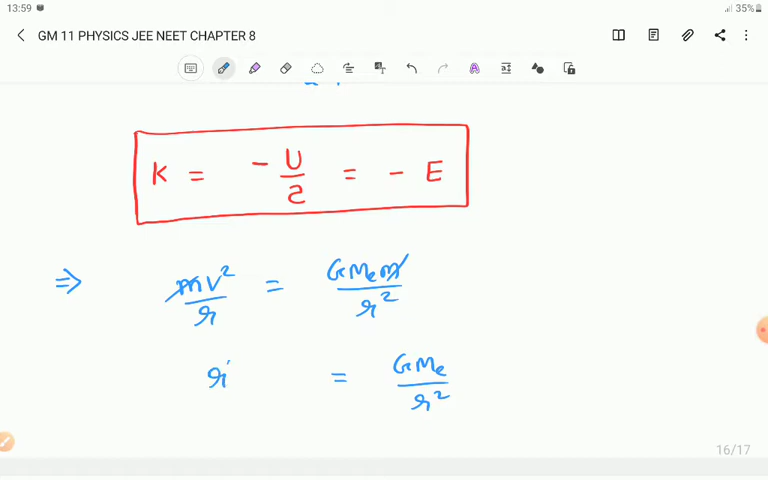 13:59 35%
GM 11 PHYSICS JEE NEET CHAPTER 8
K = - U/2 = - E
⇒ mv²/r = GMₑm/r²
r = GMₑ/r²
16/17